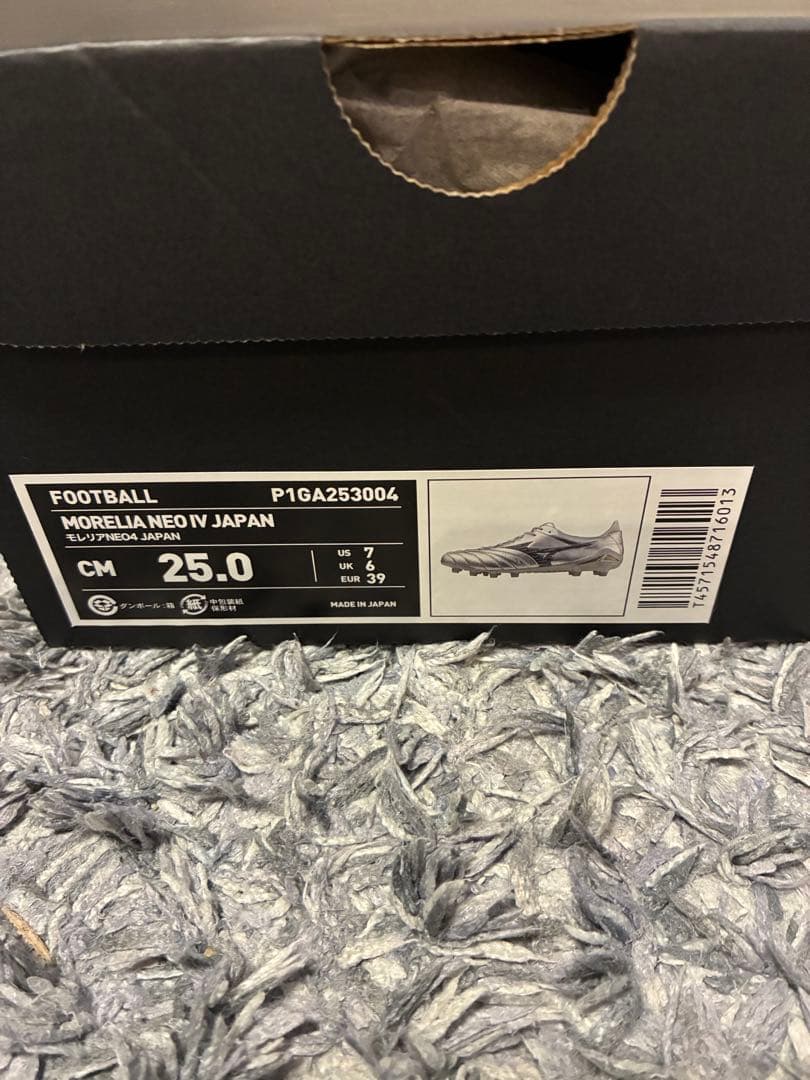 FOOTBALL P1GA253004
MORELIA NEO IV JAPAN
モレリアNEO4 JAPAN
CM 25.0
US 7
UK 6
EUR 39
ダンボール:箱
紙 中包装紙
保形材
MADE IN JAPAN
T4571548716013